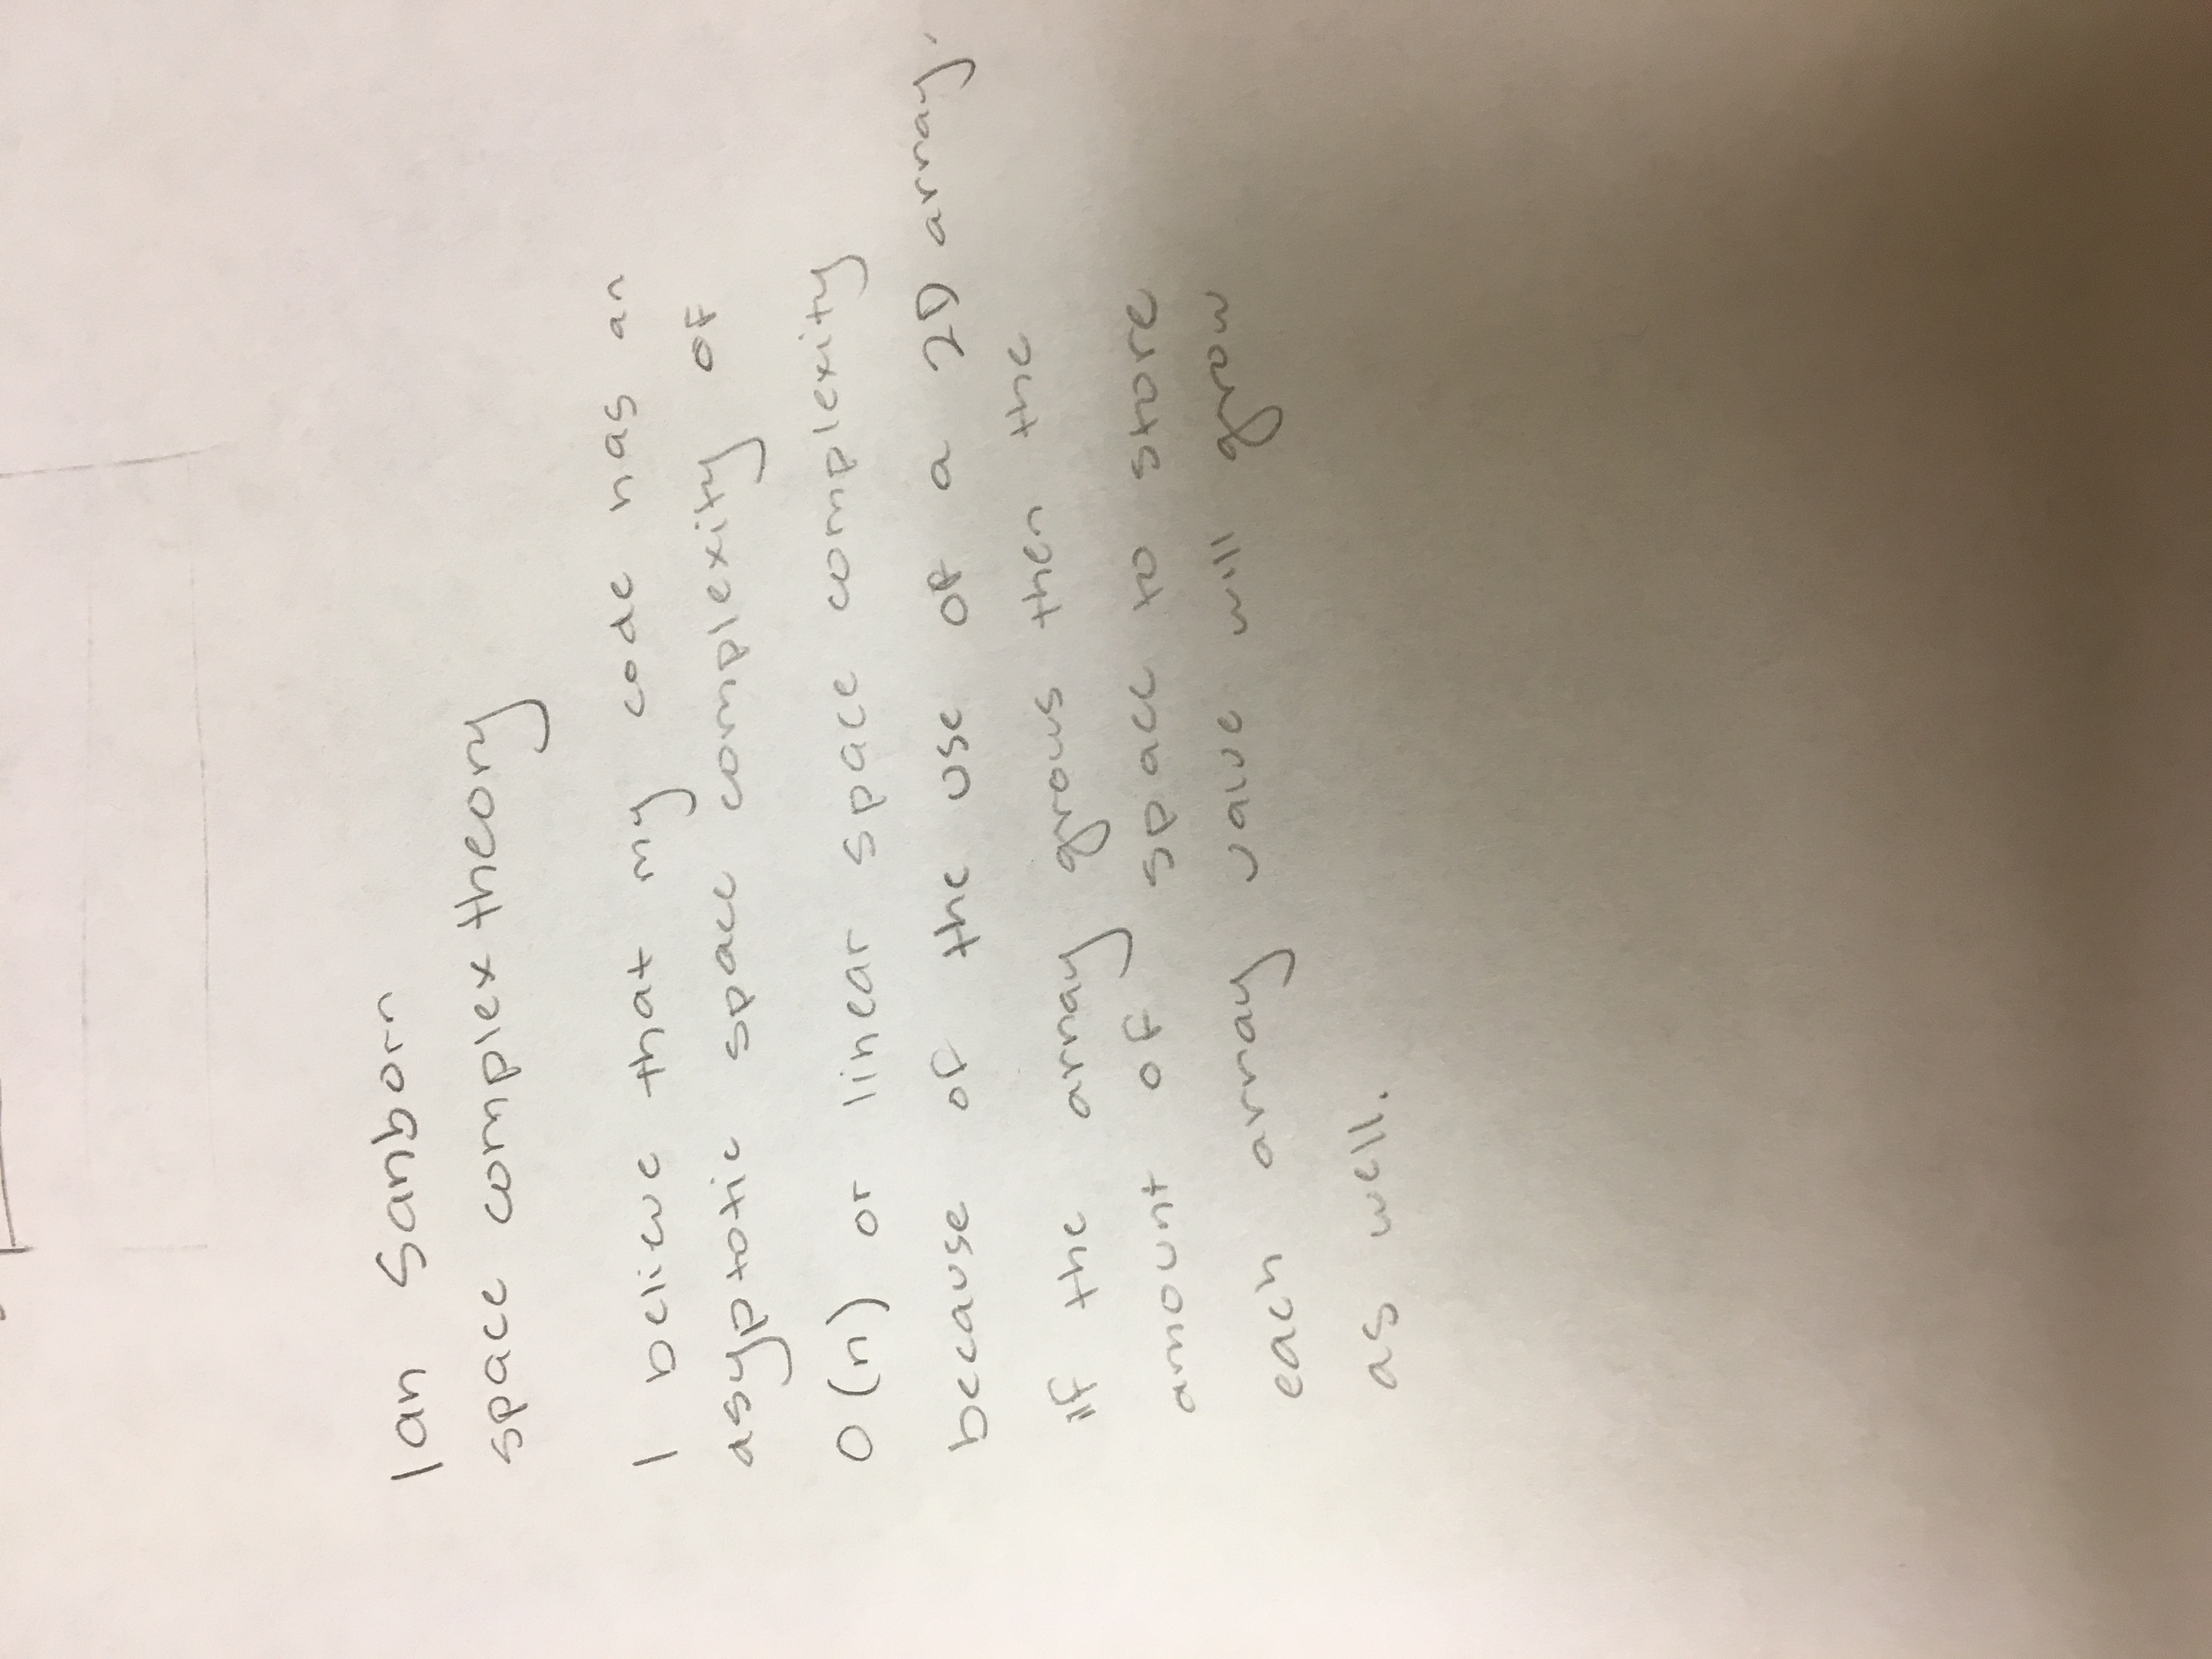 Ian Sanborn
space complex theory
I believe that my code has an
asyptotic space complexity of
O(n) or linear space complexity
because of the use of a 2D array.
if the array grows then the
amount of space to store
each array value will grow
as well.